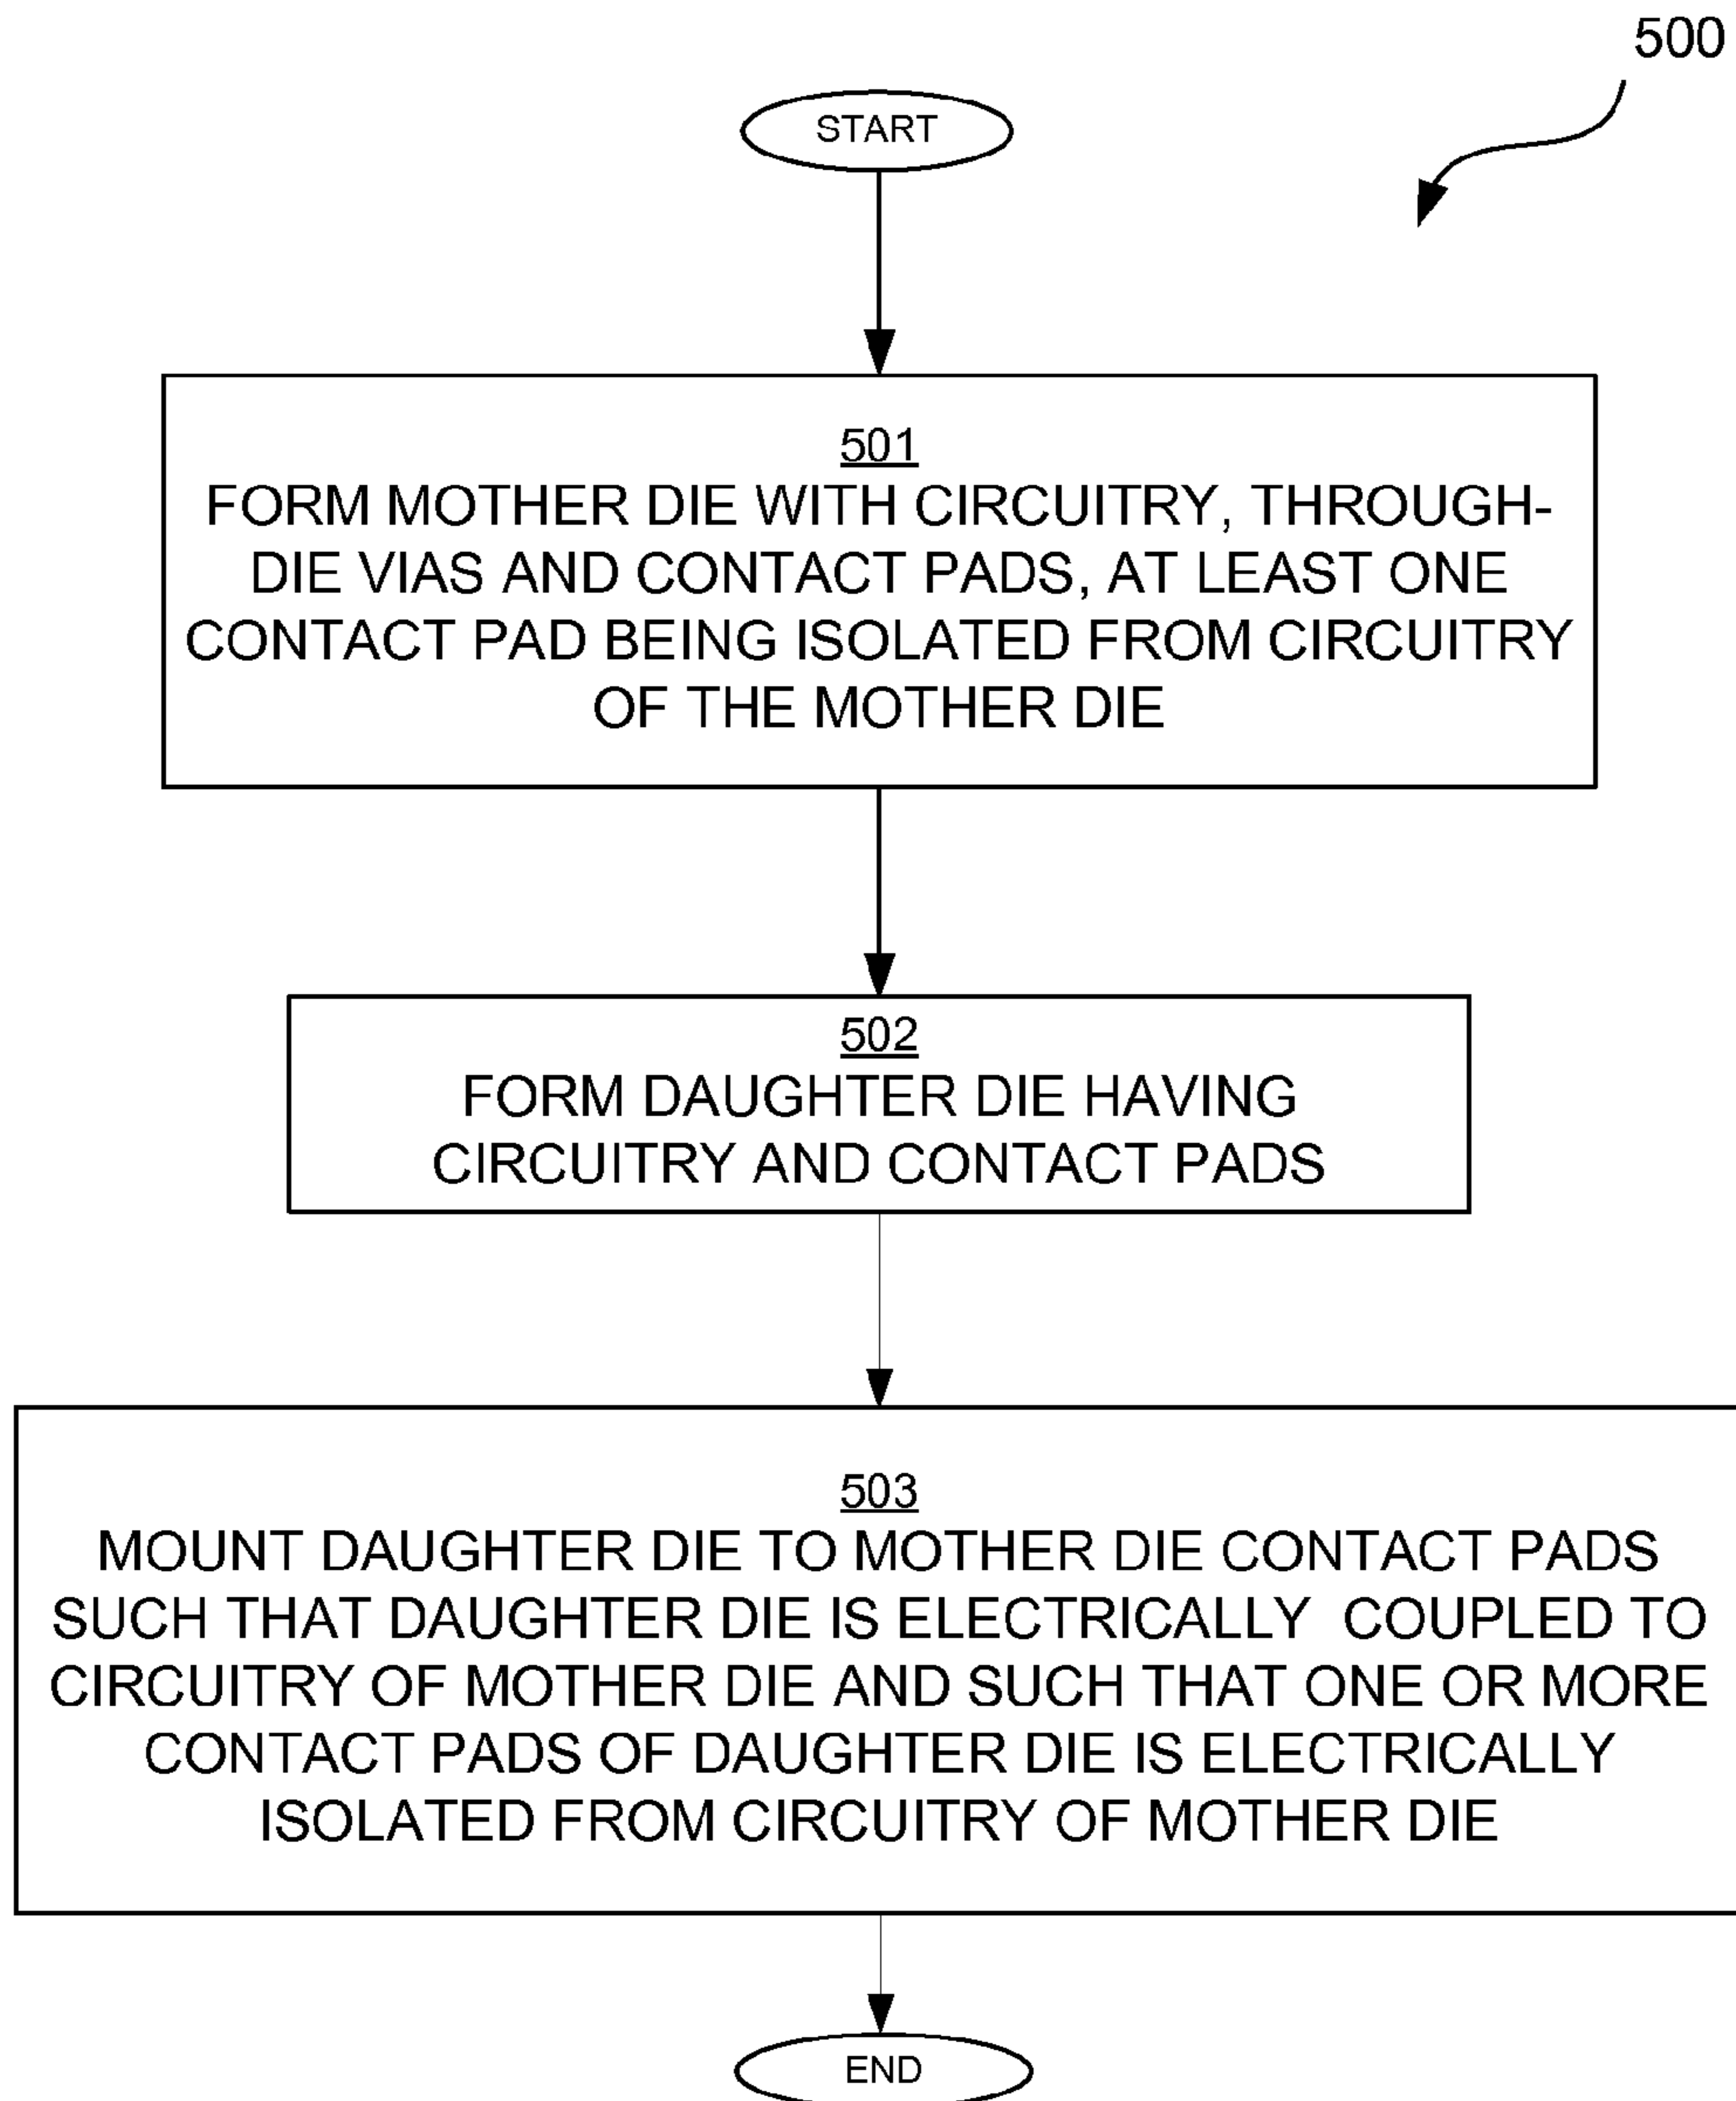 500
START
501
FORM MOTHER DIE WITH CIRCUITRY, THROUGH-
DIE VIAS AND CONTACT PADS, AT LEAST ONE
CONTACT PAD BEING ISOLATED FROM CIRCUITRY
OF THE MOTHER DIE
502
FORM DAUGHTER DIE HAVING
CIRCUITRY AND CONTACT PADS
503
MOUNT DAUGHTER DIE TO MOTHER DIE CONTACT PADS
SUCH THAT DAUGHTER DIE IS ELECTRICALLY COUPLED TO
CIRCUITRY OF MOTHER DIE AND SUCH THAT ONE OR MORE
CONTACT PADS OF DAUGHTER DIE IS ELECTRICALLY
ISOLATED FROM CIRCUITRY OF MOTHER DIE
END